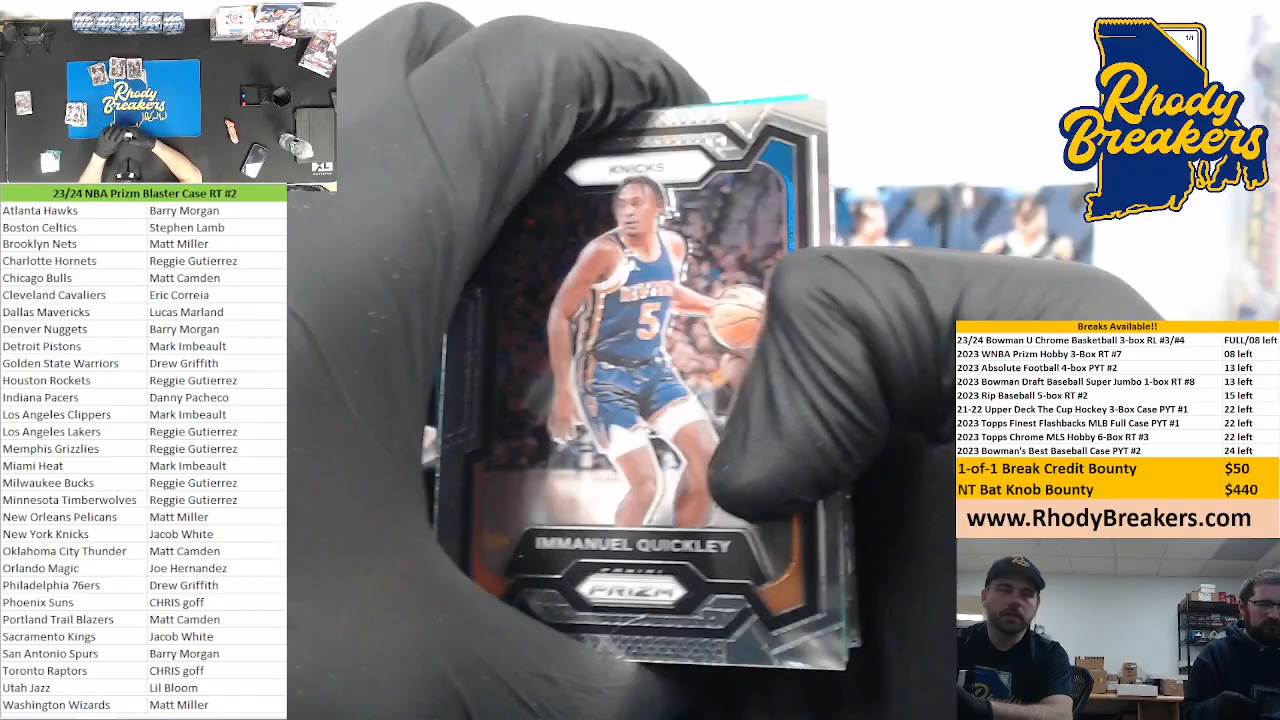 Rhody
Breakers
23/24 NBA Prizm Blaster Case RT #2
Atlanta Hawks Barry Morgan
Boston Celtics Stephen Lamb
Brooklyn Nets Matt Miller
Charlotte Hornets Reggie Gutierrez
Chicago Bulls Matt Camden
Cleveland Cavaliers Eric Correia
Dallas Mavericks Lucas Marland
Denver Nuggets Barry Morgan
Detroit Pistons Mark Imbeault
Golden State Warriors Drew Griffith
Houston Rockets Reggie Gutierrez
Indiana Pacers Danny Pacheco
Los Angeles Clippers Mark Imbeault
Los Angeles Lakers Reggie Gutierrez
Memphis Grizzlies Reggie Gutierrez
Miami Heat Mark Imbeault
Milwaukee Bucks Reggie Gutierrez
Minnesota Timberwolves Reggie Gutierrez
New Orleans Pelicans Matt Miller
New York Knicks Jacob White
Oklahoma City Thunder Matt Camden
Orlando Magic Joe Hernandez
Philadelphia 76ers Drew Griffith
Phoenix Suns CHRIS goff
Portland Trail Blazers Matt Camden
Sacramento Kings Jacob White
San Antonio Spurs Barry Morgan
Toronto Raptors CHRIS goff
Utah Jazz Lil Bloom
Washington Wizards Matt Miller
KNICKS
5
IMMANUEL QUICKLEY
PANINI
PRIZM
1/1
Rhody
Breakers
Breaks Available!!
23/24 Bowman U Chrome Basketball 3-box RL #3/#4 FULL/08 left
2023 WNBA Prizm Hobby 3-Box RT #7 08 left
2023 Absolute Football 4-box PYT #2 13 left
2023 Bowman Draft Baseball Super Jumbo 1-box RT #8 13 left
2023 Rip Baseball 5-box RT #2 15 left
21-22 Upper Deck The Cup Hockey 3-Box Case PYT #1 22 left
2023 Topps Finest Flashbacks MLB Full Case PYT #1 22 left
2023 Topps Chrome MLS Hobby 6-Box RT #3 22 left
2023 Bowman's Best Baseball Case PYT #2 24 left
1-of-1 Break Credit Bounty $50
NT Bat Knob Bounty $440
www.RhodyBreakers.com